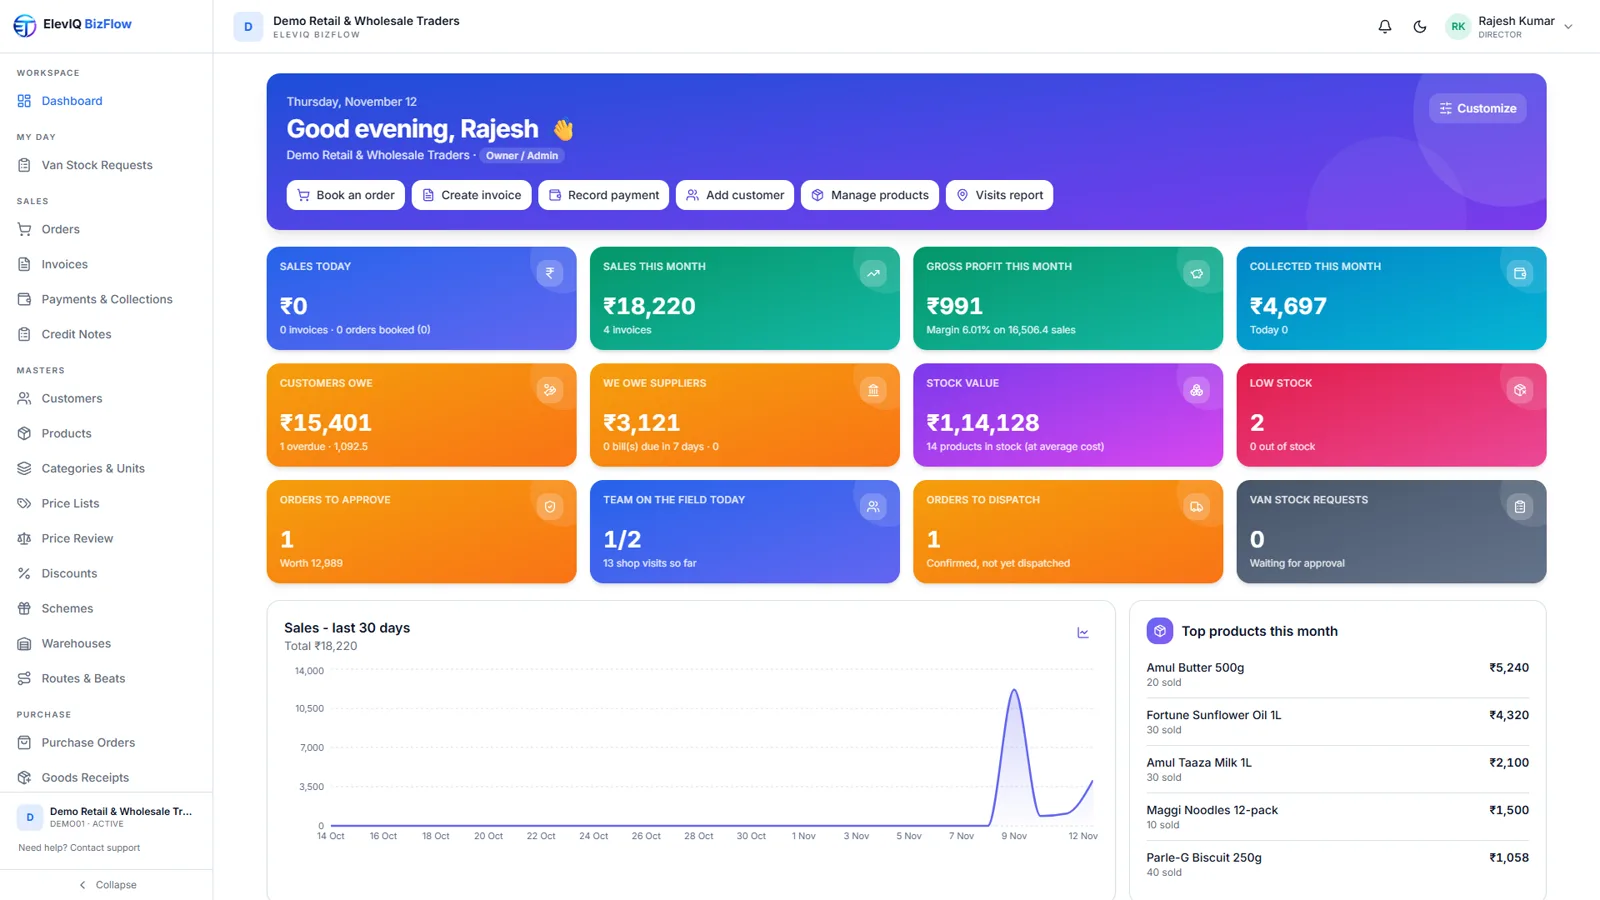 ElevIQ BizFlow
WORKSPACE
Dashboard
MY DAY
Van Stock Requests
SALES
Orders
Invoices
Payments & Collections
Credit Notes
MASTERS
Customers
Products
Categories & Units
Price Lists
Price Review
Discounts
Schemes
Warehouses
Routes & Beats
PURCHASE
Purchase Orders
Goods Receipts
D
Demo Retail & Wholesale Tr...
DEMO01 · ACTIVE
Need help? Contact support
Collapse
D
Demo Retail & Wholesale Traders
ELEVIQ BIZFLOW
RK
Rajesh Kumar
DIRECTOR
Thursday, November 12
Good evening, Rajesh 👋
Demo Retail & Wholesale Traders · Owner / Admin
Customize
Book an order
Create invoice
Record payment
Add customer
Manage products
Visits report
SALES TODAY
₹
₹0
0 invoices · 0 orders booked (0)
SALES THIS MONTH
₹18,220
4 invoices
GROSS PROFIT THIS MONTH
₹991
Margin 6.01% on 16,506.4 sales
COLLECTED THIS MONTH
₹4,697
Today 0
CUSTOMERS OWE
₹15,401
1 overdue · 1,092.5
WE OWE SUPPLIERS
₹3,121
0 bill(s) due in 7 days · 0
STOCK VALUE
₹1,14,128
14 products in stock (at average cost)
LOW STOCK
2
0 out of stock
ORDERS TO APPROVE
1
Worth 12,989
TEAM ON THE FIELD TODAY
1/2
13 shop visits so far
ORDERS TO DISPATCH
1
Confirmed, not yet dispatched
VAN STOCK REQUESTS
0
Waiting for approval
Sales - last 30 days
Total ₹18,220
14,000
10,500
7,000
3,500
0
14 Oct 16 Oct 18 Oct 20 Oct 22 Oct 24 Oct 26 Oct 28 Oct 30 Oct 1 Nov 3 Nov 5 Nov 7 Nov 9 Nov 12 Nov
Top products this month
Amul Butter 500g ₹5,240
20 sold
Fortune Sunflower Oil 1L ₹4,320
30 sold
Amul Taaza Milk 1L ₹2,100
30 sold
Maggi Noodles 12-pack ₹1,500
10 sold
Parle-G Biscuit 250g ₹1,058
40 sold